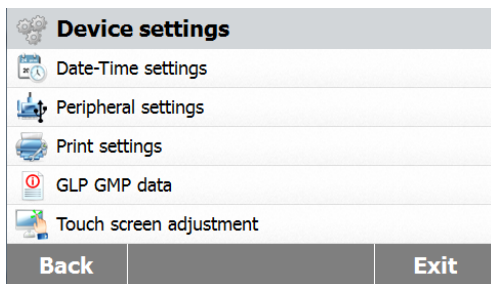 Device settings
Date-Time settings
Peripheral settings
Print settings
GLP GMP data
Touch screen adjustment
Back Exit